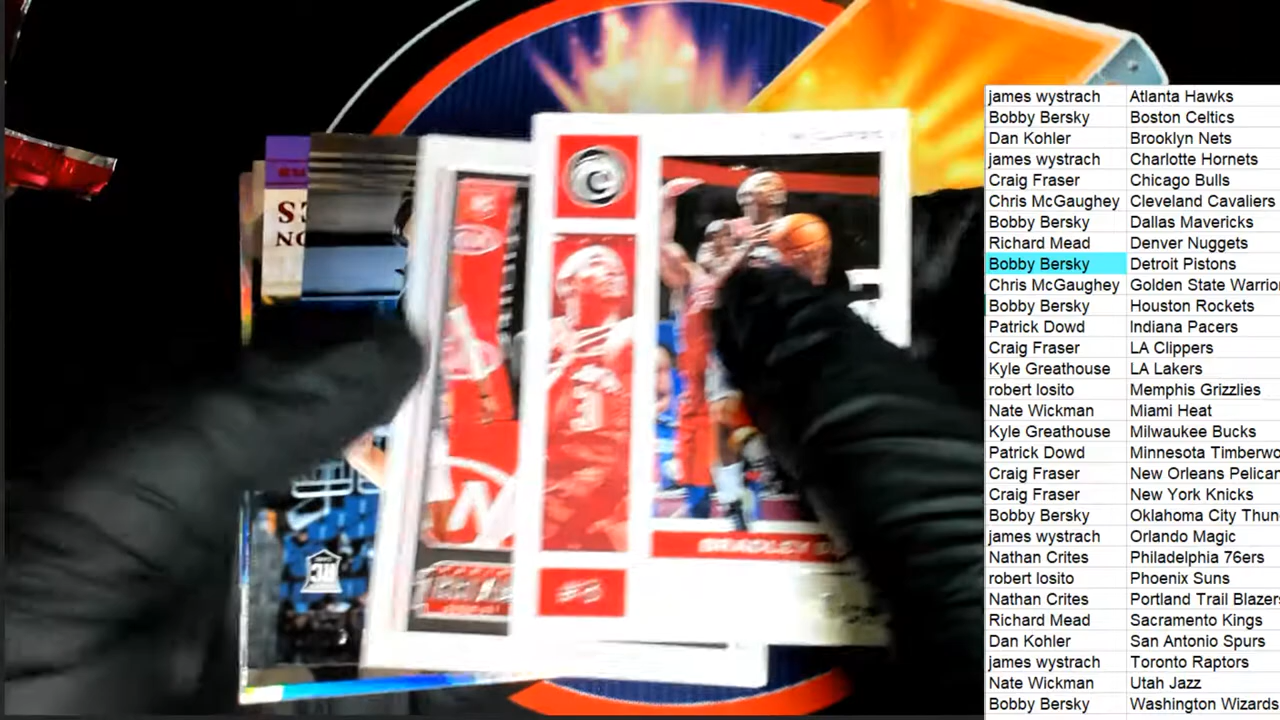 james wystrach Atlanta Hawks
Bobby Bersky Boston Celtics
Dan Kohler Brooklyn Nets
james wystrach Charlotte Hornets
Craig Fraser Chicago Bulls
Chris McGaughey Cleveland Cavaliers
Bobby Bersky Dallas Mavericks
Richard Mead Denver Nuggets
Bobby Bersky Detroit Pistons
Chris McGaughey Golden State Warrior
Bobby Bersky Houston Rockets
Patrick Dowd Indiana Pacers
Craig Fraser LA Clippers
Kyle Greathouse LA Lakers
robert losito Memphis Grizzlies
Nate Wickman Miami Heat
Kyle Greathouse Milwaukee Bucks
Patrick Dowd Minnesota Timberwo
Craig Fraser New Orleans Pelican
Craig Fraser New York Knicks
Bobby Bersky Oklahoma City Thun
james wystrach Orlando Magic
Nathan Crites Philadelphia 76ers
robert losito Phoenix Suns
Nathan Crites Portland Trail Blazers
Richard Mead Sacramento Kings
Dan Kohler San Antonio Spurs
james wystrach Toronto Raptors
Nate Wickman Utah Jazz
Bobby Bersky Washington Wizards
C
3
BRADLEY
RC